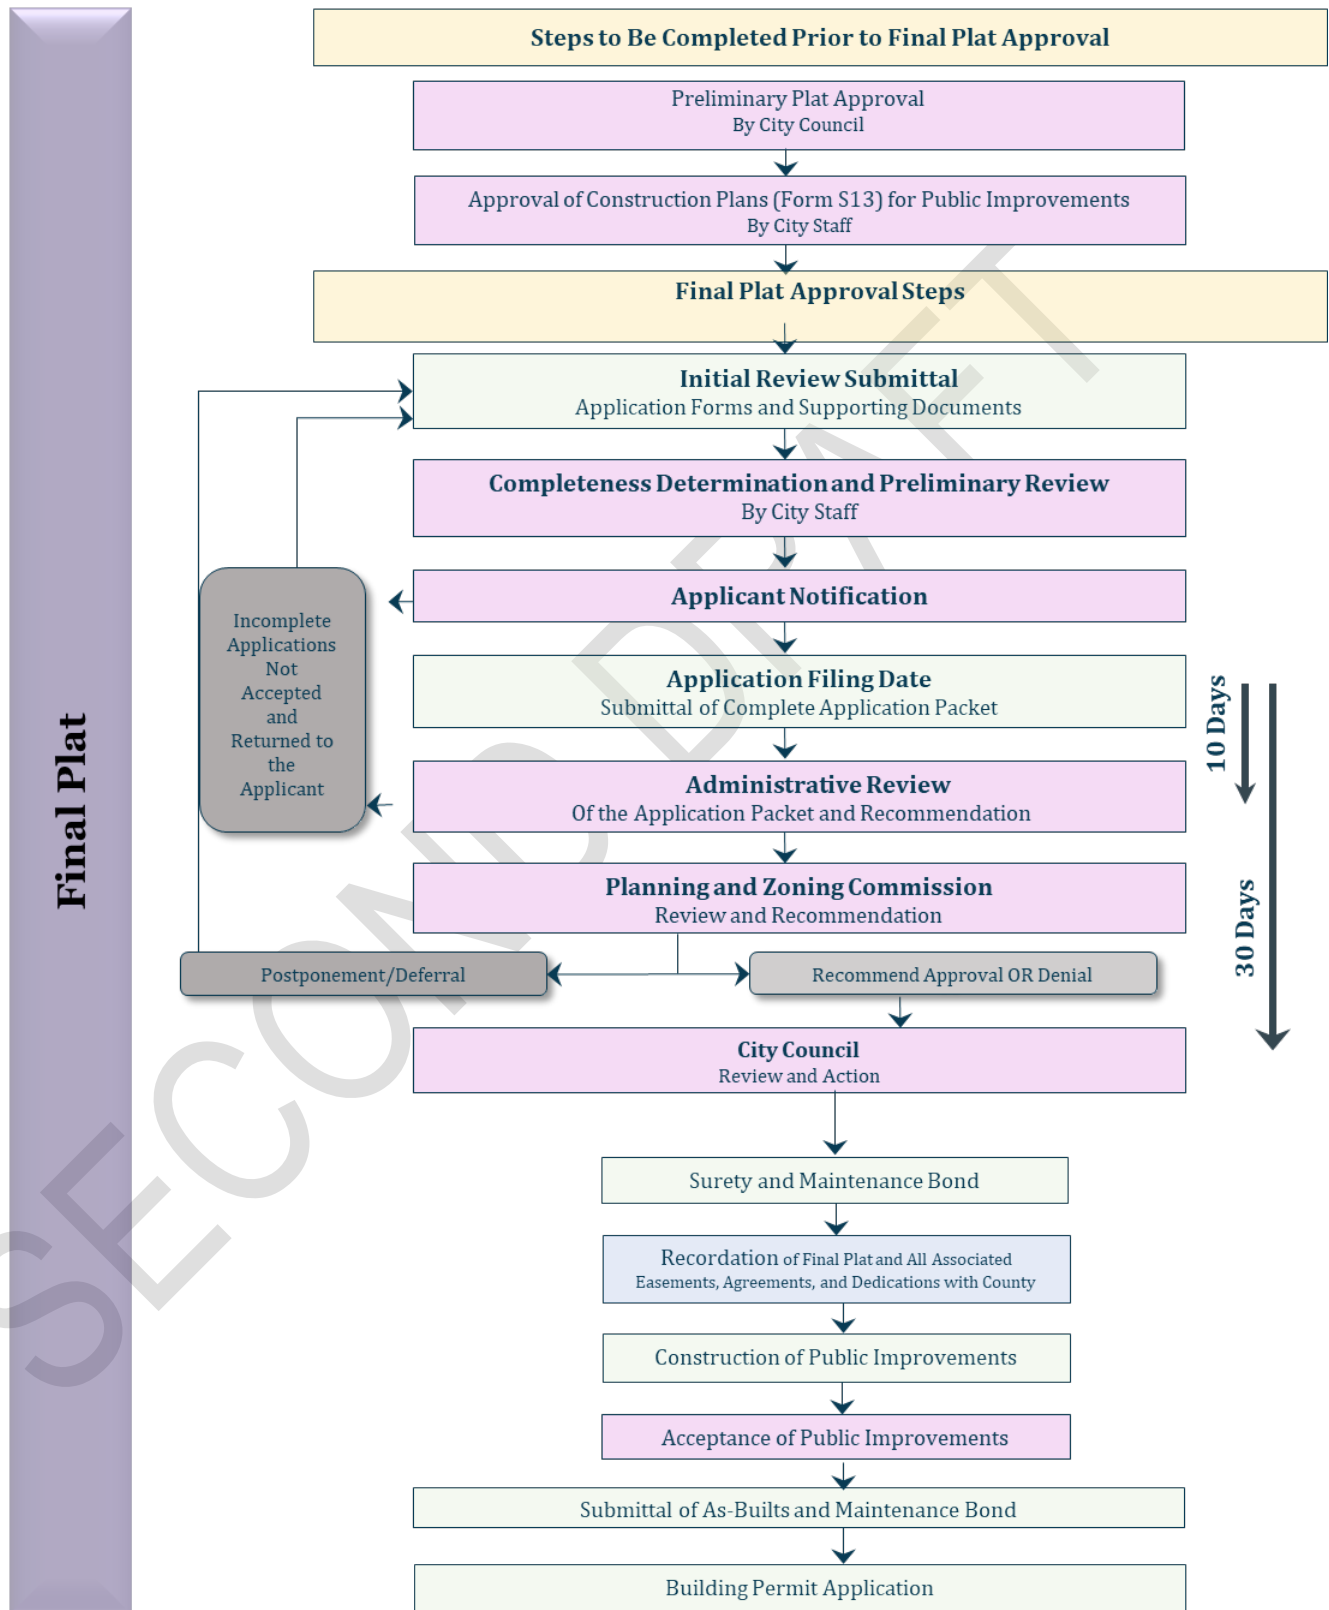 Final Plat
Steps to Be Completed Prior to Final Plat Approval
Preliminary Plat Approval
By City Council
Approval of Construction Plans (Form S13) for Public Improvements
By City Staff
Final Plat Approval Steps
Initial Review Submittal
Application Forms and Supporting Documents
Completeness Determination and Preliminary Review
By City Staff
Applicant Notification
Incomplete
Applications
Not
Accepted
and
Returned to
the
Applicant
Application Filing Date
Submittal of Complete Application Packet
10 Days
Administrative Review
Of the Application Packet and Recommendation
Planning and Zoning Commission
Review and Recommendation
30 Days
Postponement/Deferral
Recommend Approval OR Denial
City Council
Review and Action
Surety and Maintenance Bond
Recordation of Final Plat and All Associated
Easements, Agreements, and Dedications with County
Construction of Public Improvements
Acceptance of Public Improvements
Submittal of As-Builts and Maintenance Bond
Building Permit Application
SECOND DRAFT